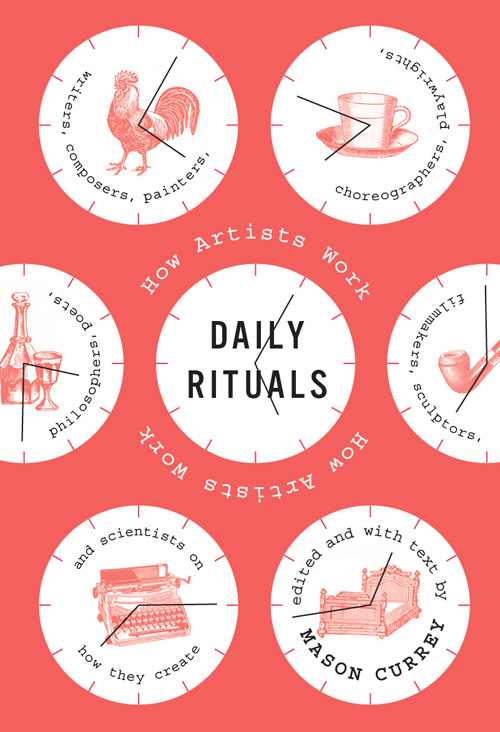 writers, composers, painters,
choreographers, playwrights,
How Artists Work
philosophers, poets,
DAILY
RITUALS
filmmakers, sculptors,
How Artists Work
and scientists on
how they create
edited and with text by
MASON CURREY